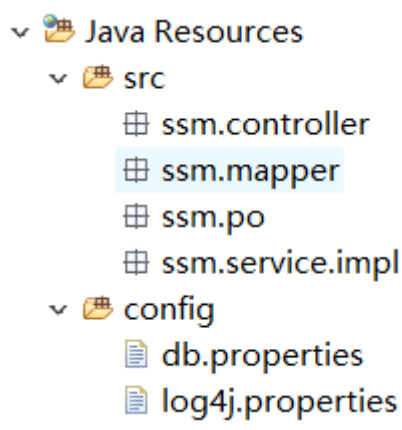 Java Resources
src
ssm.controller
ssm.mapper
ssm.po
ssm.service.impl
config
db.properties
log4j.properties